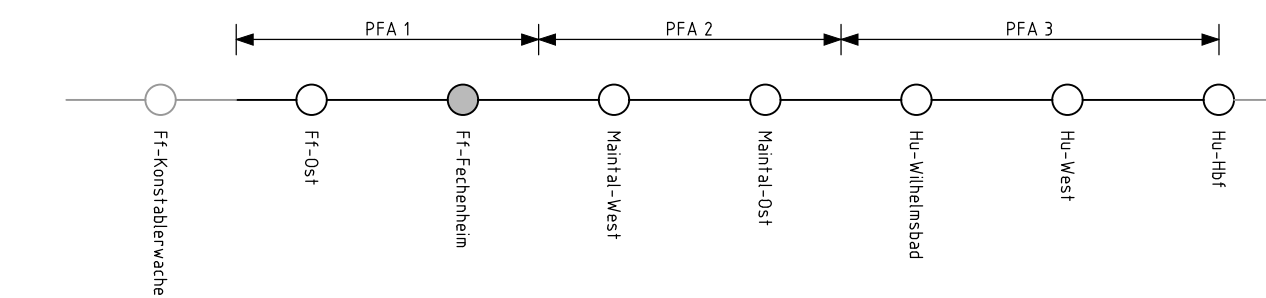 PFA 1
PFA 2
PFA 3
Ff-Konstablerwache
Ff-Ost
Ff-Fechenheim
Maintal-West
Maintal-Ost
Hu-Wilhelmsbad
Hu-West
Hu-Hbf